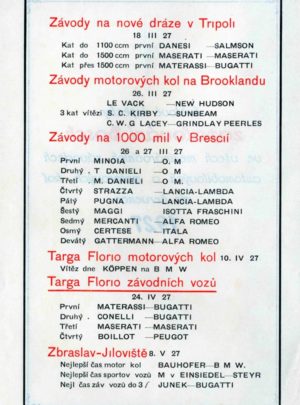 Závody na nové dráze v Tripoli
18 III 27
Kat do 1100 ccm první DANESI —SALMSON
Kat do 1500 ccm první MASERATI —MASERATI
Kat přes 1500 ccm první MATERASSI—BUGATTI
Závody motorových kol na Brooklandu
26. III 27
LE VACK —NEW HUDSON
3 kat vítězi S. C. KIRBY —SUNBEAM
C. W. G LACEY —GRINDLAY PEERLES
Závody na 1000 mil v Brescii
26 a 27 III 27
První MINOIA —O. M
Druhý . T DANIELI —O M
Třetí M. DANIELI —O M.
Čtvrtý STRAZZA —LANCIA-LAMBDA
Pátý PUGNA —LANCIA-LAMBDA
Šestý MAGGI ISOTTA FRASCHINI
Sedmý MERCANTI —ALFA ROMEO
Osmý CERTESE —ITALA
Devátý GATTERMANN —ALFA ROMEO
Targa Florio motorových kol 10. IV 27
Vítěz dne KÖPPEN na B M W
Targa Florio závodních vozů
24. IV 27
První MATERASSI—BUGATTI
Druhý . CONELLI —BUGATTI
Třetí MASERATI—MASERATI
Čtvrtý BOILLOT —PEUGOT
Zbraslav-Jíloviště 8. V 27
Nejlepší čas motor kol BAUHOFER—B M W.
Nejlepší čas sportov vozů M v EINSIEDEL—STEYR
Nejl čas záv vozů do 3/ JUNEK—BUGATTI